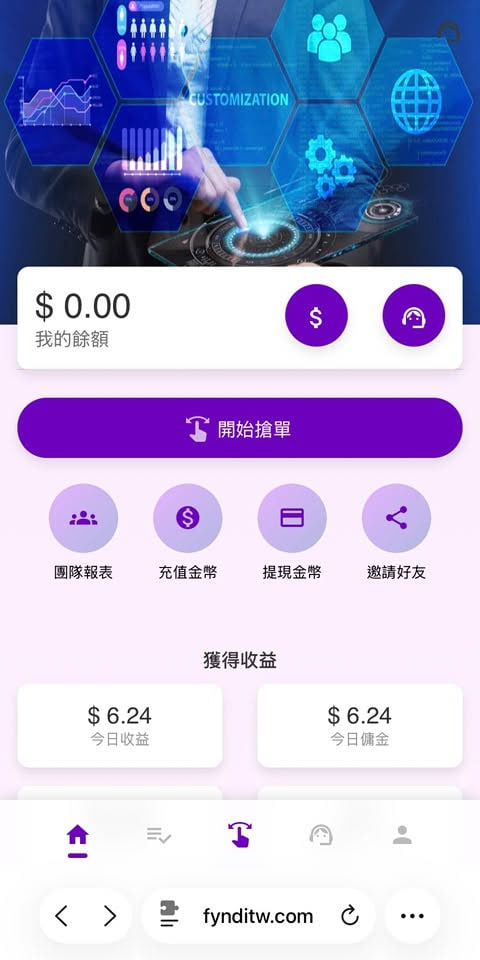 Population
CUSTOMIZATION
$ 0.00
我的餘額
開始搶單
團隊報表
充值金幣
提現金幣
邀請好友
獲得收益
$ 6.24
今日收益
$ 6.24
今日傭金
fynditw.com